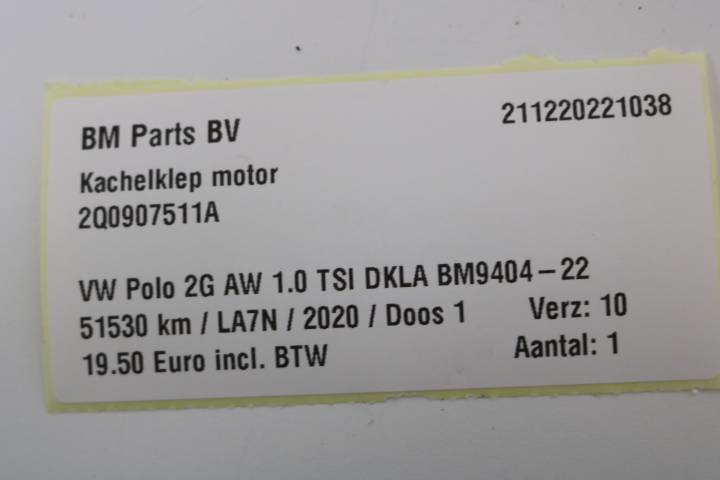 BM Parts BV 211220221038
Kachelklep motor
2Q0907511A
VW Polo 2G AW 1.0 TSI DKLA BM9404-22
51530 km / LA7N / 2020 / Doos 1 Verz: 10
19.50 Euro incl. BTW Aantal: 1